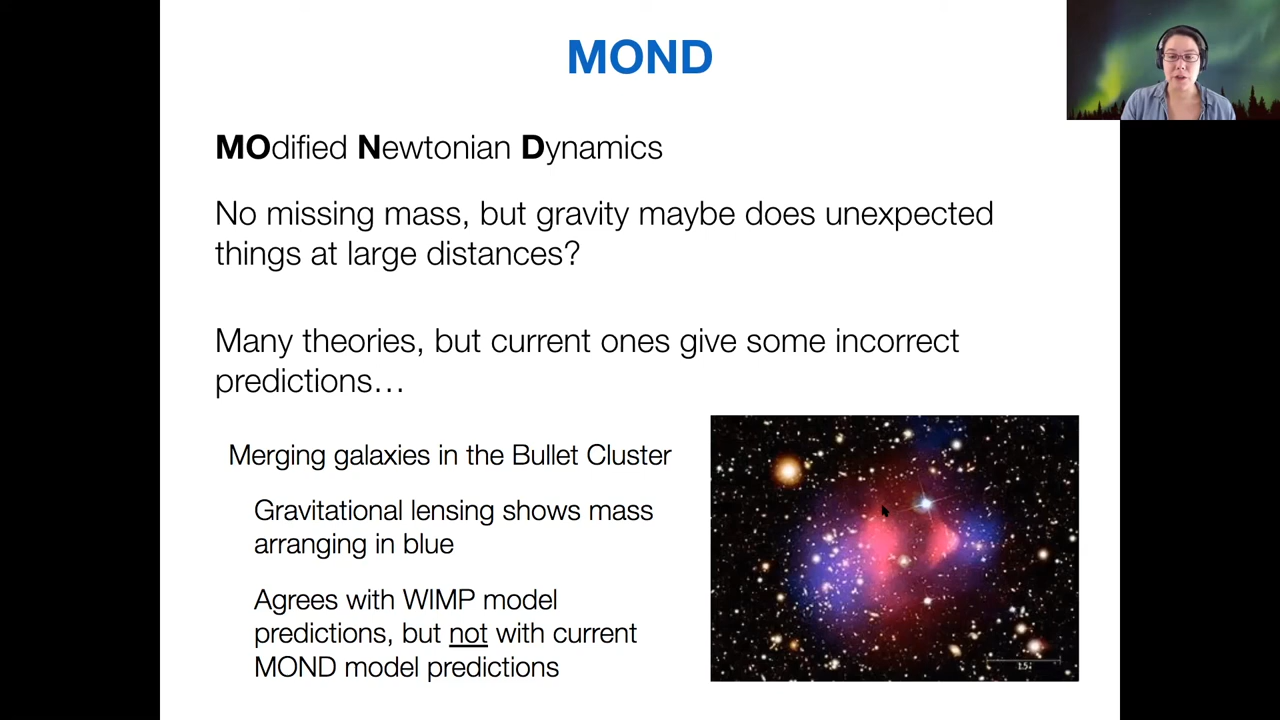 MOND
MOdified Newtonian Dynamics
No missing mass, but gravity maybe does unexpected
things at large distances?
Many theories, but current ones give some incorrect
predictions…
Merging galaxies in the Bullet Cluster
Gravitational lensing shows mass
arranging in blue
Agrees with WIMP model
predictions, but not with current
MOND model predictions